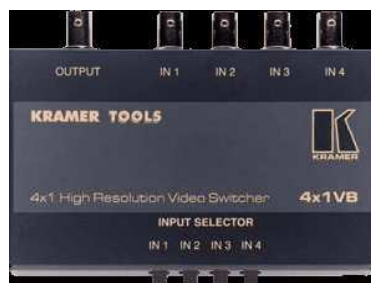 OUTPUT IN 1 IN 2 IN 3 IN 4
KRAMER TOOLS
KRAMER
4x1 High Resolution Video Switcher 4x1VB
INPUT SELECTOR
IN 1 IN 2 IN 3 IN 4